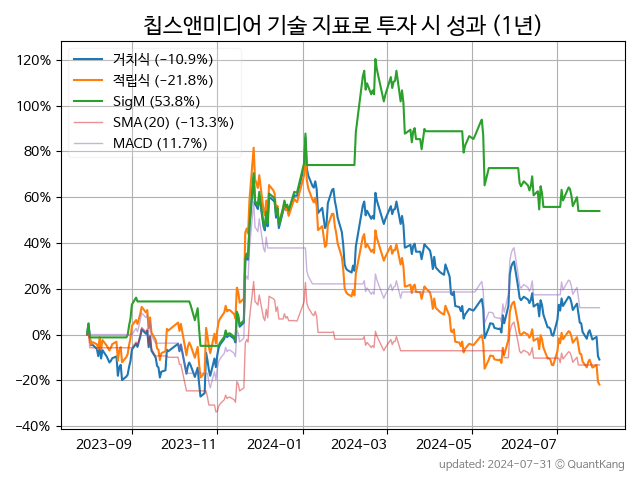 칩스앤미디어 기술 지표로 투자 시 성과 (1년)
120%
100%
80%
60%
40%
20%
0%
−20%
−40%
거치식 (−10.9%)
적립식 (−21.8%)
SigM (53.8%)
SMA(20) (−13.3%)
MACD (11.7%)
2023-09 2023-11 2024-01 2024-03 2024-05 2024-07
updated: 2024-07-31 © QuantKang